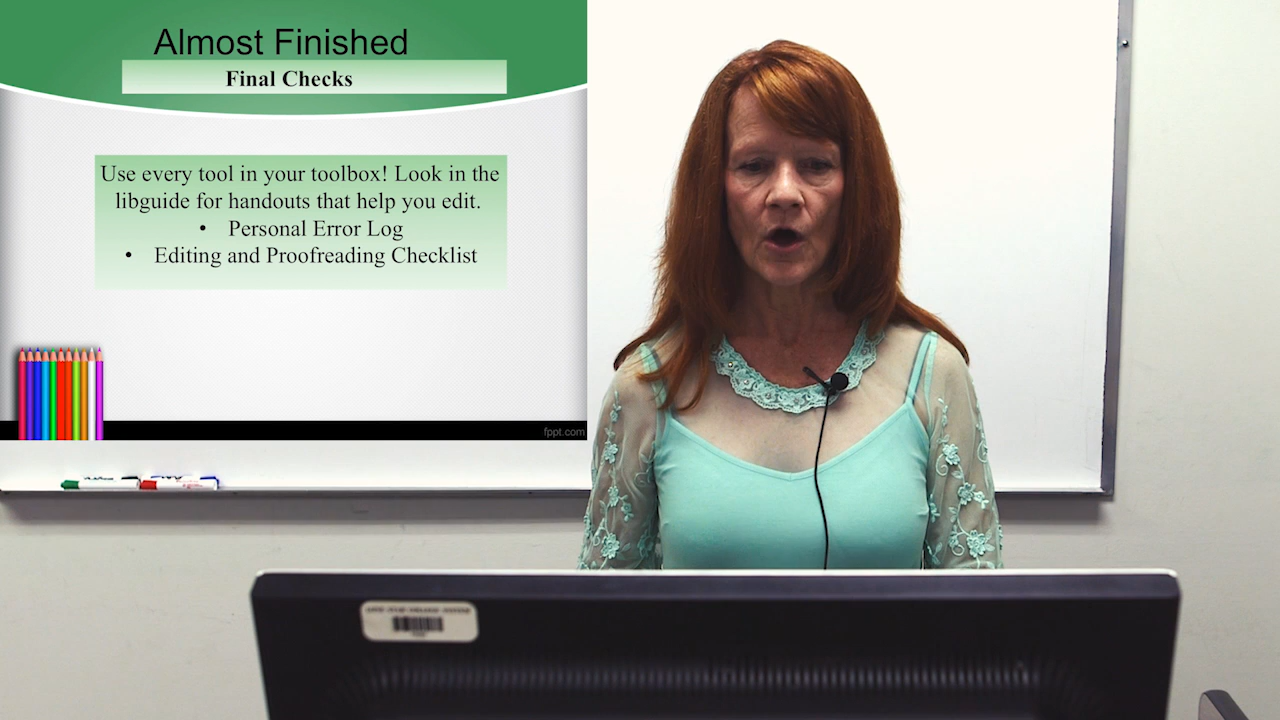 Almost Finished
Final Checks
Use every tool in your toolbox! Look in the
libguide for handouts that help you edit.
• Personal Error Log
• Editing and Proofreading Checklist
fppt.com